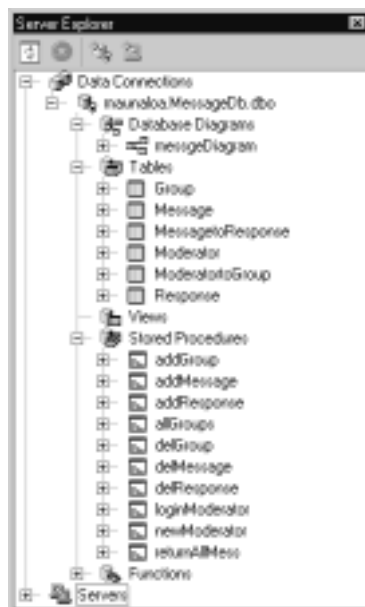 Server Explorer
Data Connections
maunaloa.MessageDb.dbo
Database Diagrams
messgeDiagram
Tables
Group
Message
MessagetoResponse
Moderator
ModeratortoGroup
Response
Views
Stored Procedures
addGroup
addMessage
addResponse
allGroups
delGroup
delMessage
delResponse
loginModerator
newModerator
returnAllMess
Functions
Servers